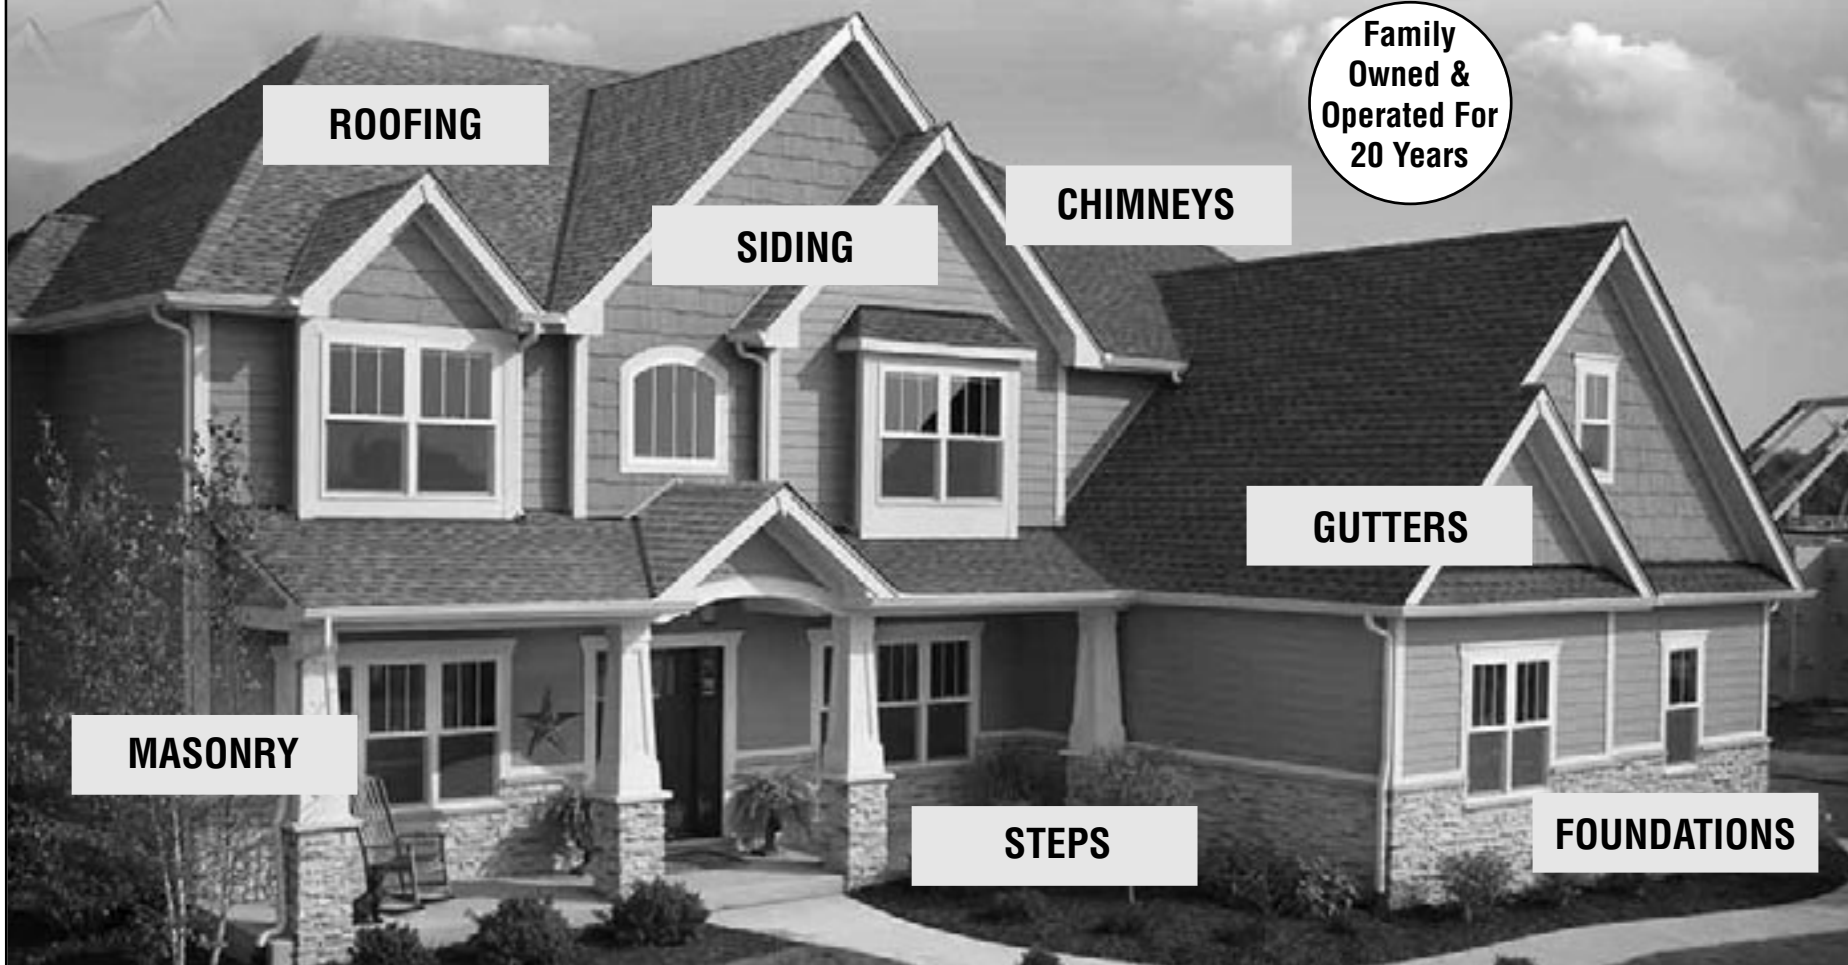 Family
Owned &
Operated For
20 Years
ROOFING
CHIMNEYS
SIDING
GUTTERS
MASONRY
STEPS
FOUNDATIONS